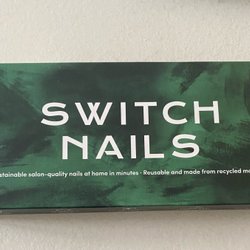 SWITCH
NAILS
stainable salon-quality nails at home in minutes · Reusable and made from recycled m